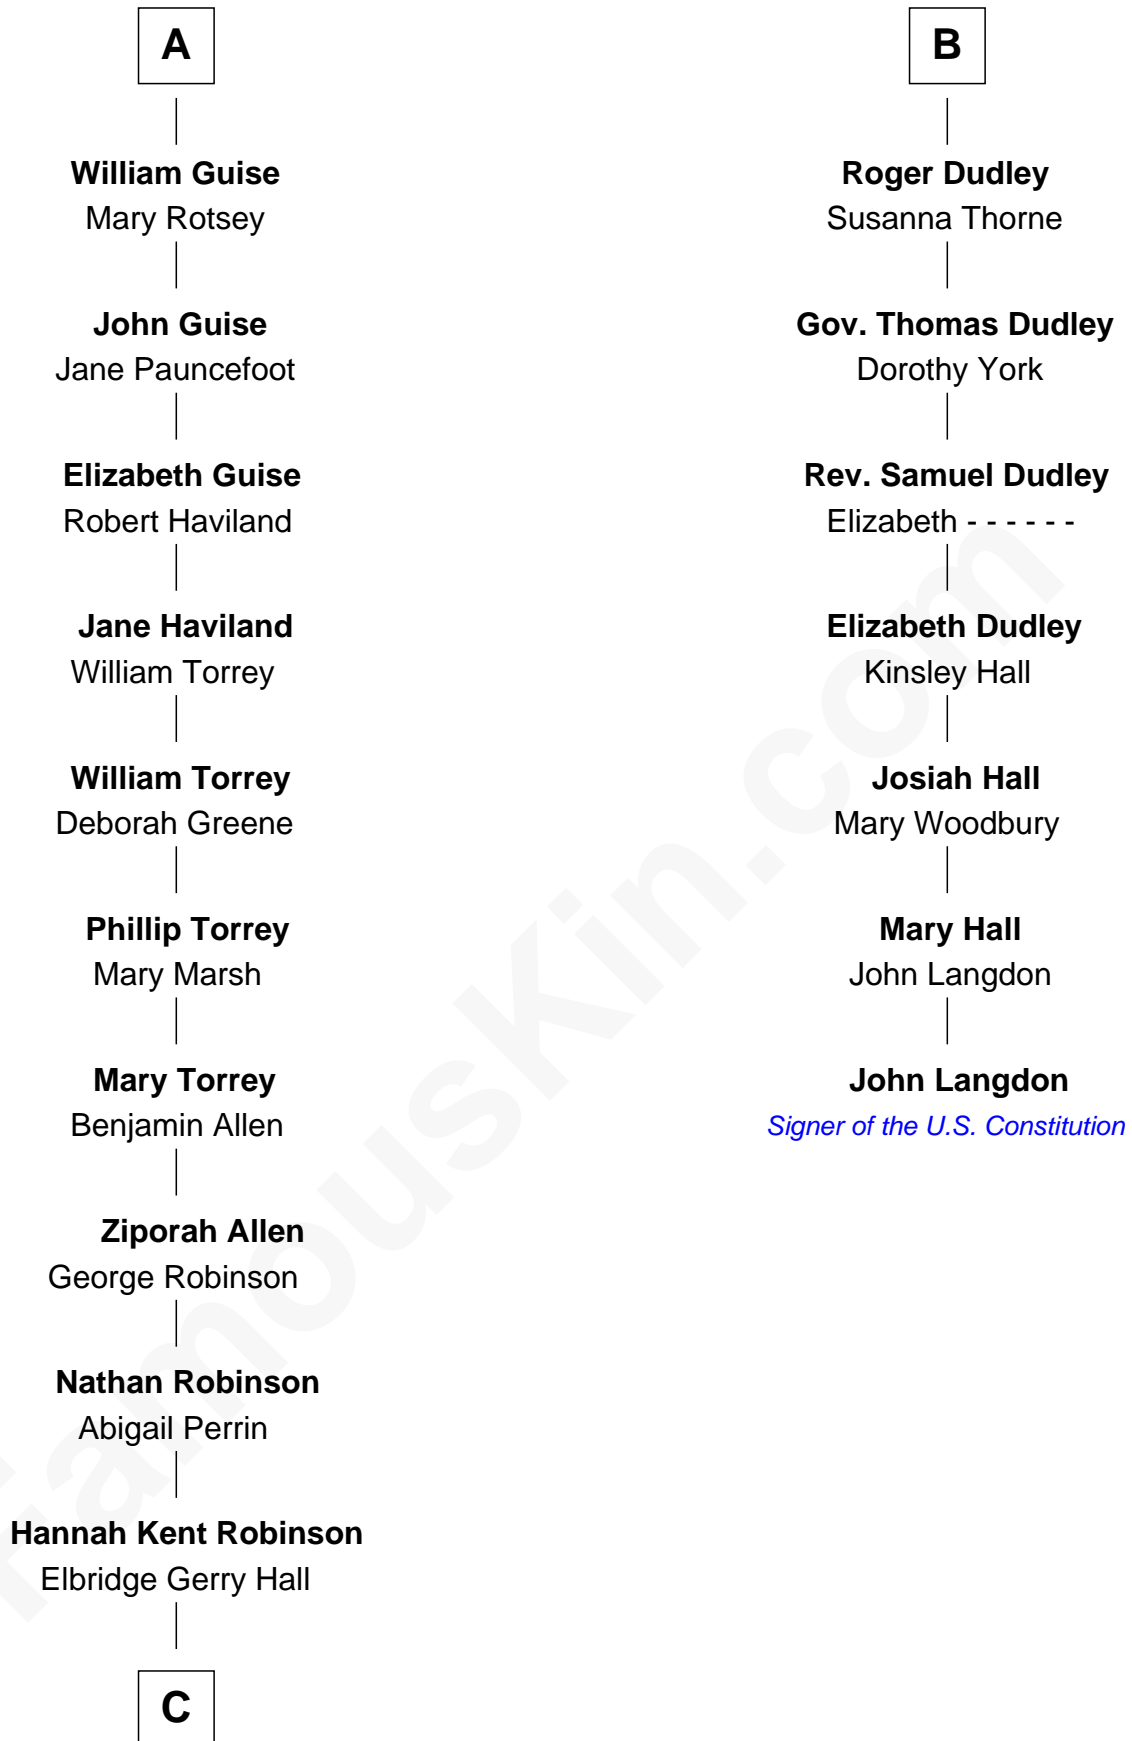 A
William Guise
Mary Rotsey
John Guise
Jane Pauncefoot
Elizabeth Guise
Robert Haviland
Jane Haviland
William Torrey
William Torrey
Deborah Greene
Phillip Torrey
Mary Marsh
Mary Torrey
Benjamin Allen
Ziporah Allen
George Robinson
Nathan Robinson
Abigail Perrin
Hannah Kent Robinson
Elbridge Gerry Hall
C
B
Roger Dudley
Susanna Thorne
Gov. Thomas Dudley
Dorothy York
Rev. Samuel Dudley
Elizabeth - - - - - -
Elizabeth Dudley
Kinsley Hall
Josiah Hall
Mary Woodbury
Mary Hall
John Langdon
John Langdon
Signer of the U.S. Constitution
FamousKin.com